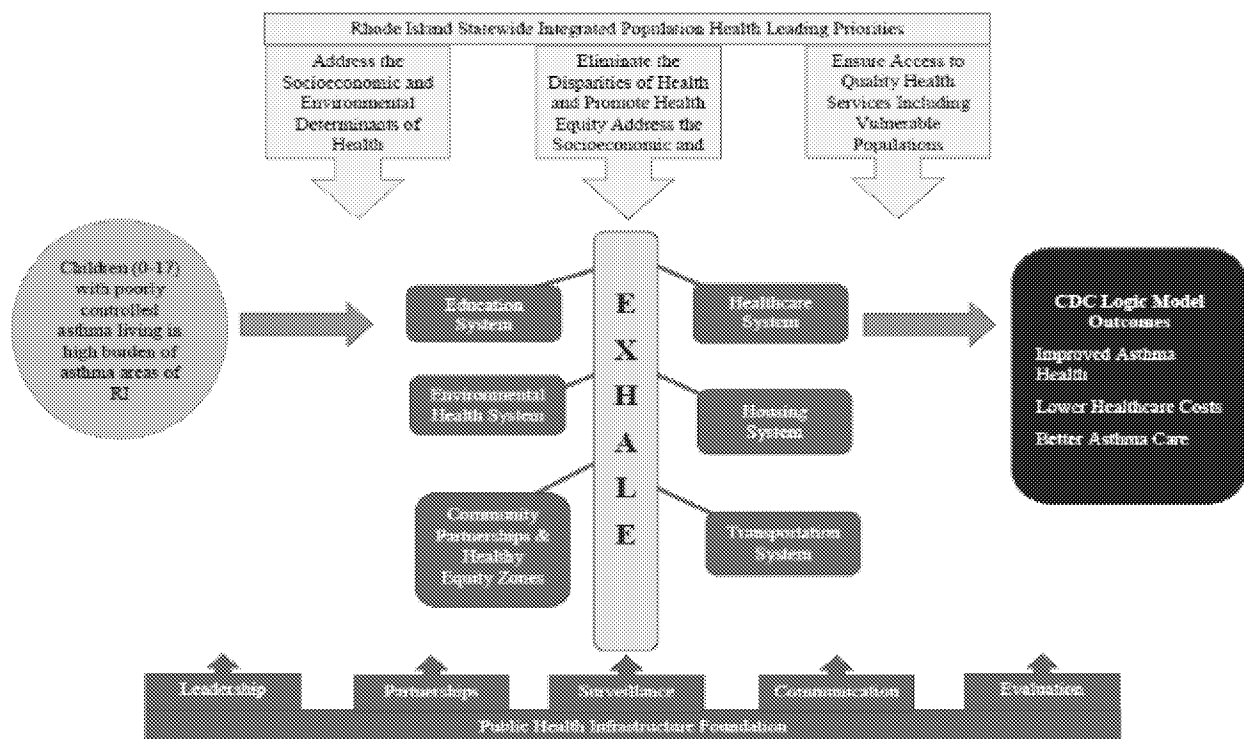 Rhode Island Statewide Integrated Population Health Leading Priorities
Address the
Socioeconomic and
Environmental
Determinants of
Health
Eliminate the
Disparities of Health
and Promote Health
Equity Address the
Socioeconomic and
Ensure Access to
Quality Health
Services Including
Vulnerable
Populations
Children (0-17)
with poorly
controlled
asthma living in
high burden of
asthma areas of
RI
Education
System
Environmental
Health System
Community
Partnerships &
Healthy
Equity Zones
E
X
H
A
L
E
Healthcare
System
Housing
System
Transportation
System
CDC Logic Model
Outcomes
Improved Asthma
Health
Lower Healthcare Costs
Better Asthma Care
Leadership
Partnerships
Surveillance
Communication
Evaluation
Public Health Infrastructure Foundation